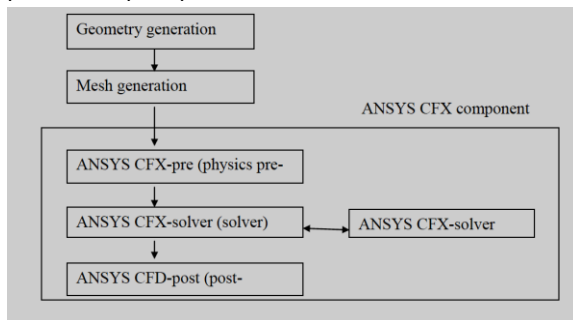 Geometry generation
Mesh generation
ANSYS CFX component
ANSYS CFX-pre (physics pre-
ANSYS CFX-solver (solver)
ANSYS CFX-solver
ANSYS CFD-post (post-